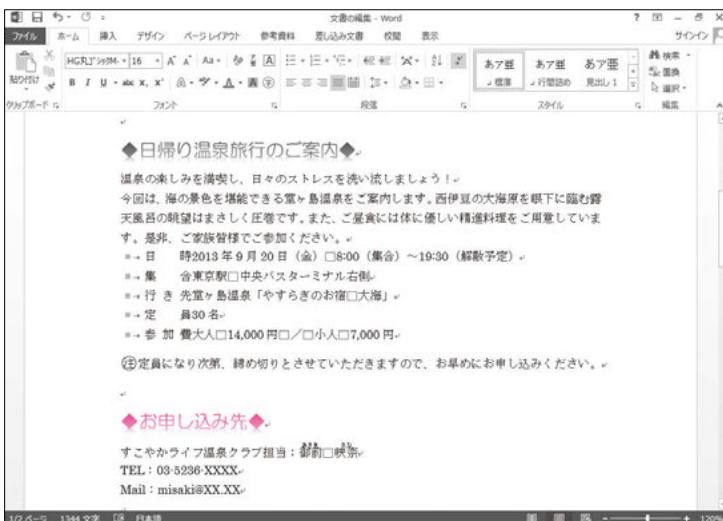 文書の編集 - Word
サインイン
ファイル ホーム 挿入 デザイン ページレイアウト 参考資料 差し込み文書 校閲 表示
貼り付け
16
あア亜 あア亜 あア亜
標準 行間詰め 見出し 1
検索
置換
選択
クリップボード フォント 段落 スタイル 編集
◆日帰り温泉旅行のご案内◆
温泉の楽しみを満喫し、日々のストレスを洗い流しましょう！
今回は、海の景色を堪能できる堂ヶ島温泉をご案内します。西伊豆の大海原を眼下に臨む露
天風呂の眺望はまさしく圧巻です。また、ご昼食には体に優しい精進料理をご用意していま
す。是非、ご家族皆様でご参加ください。
日　　時2013 年 9 月 20 日（金）□8:00（集合）～19:30（解散予定）
集　　合東京駅□中央バスターミナル右側
行 き 先堂ヶ島温泉「やすらぎのお宿□大海」
定　　員30 名
参 加 費大人□14,000 円□／□小人□7,000 円
㊟定員になり次第、締め切りとさせていただきますので、お早めにお申し込みください。
◆お申し込み先◆
すこやかライフ温泉クラブ担当：御前□映奈
TEL：03-5236-XXXX
Mail：misaki@XX.XX
1/2 ページ 1344 文字 日本語 120%